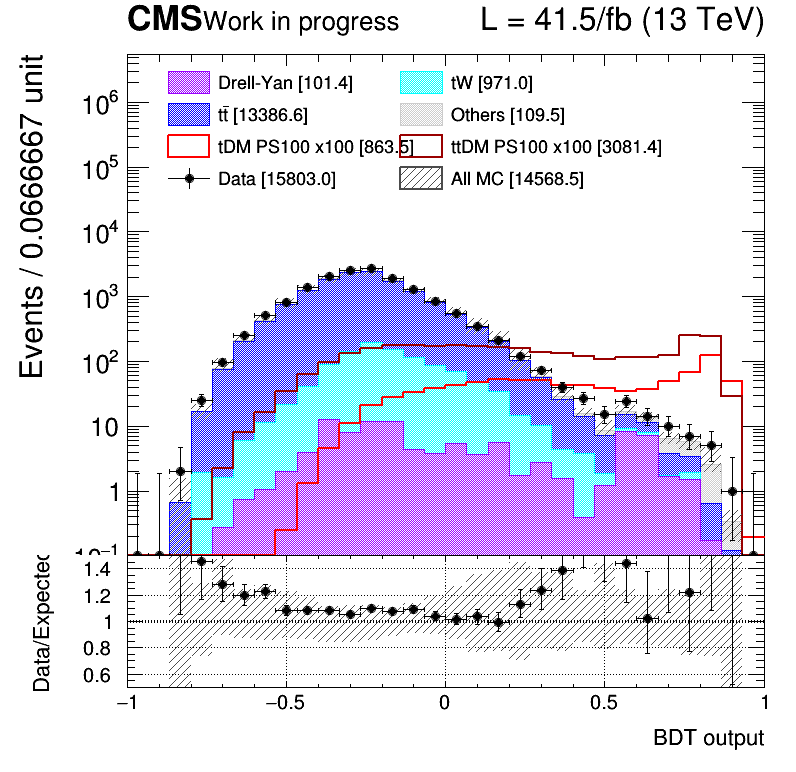 CMS Work in progress L = 41.5/fb (13 TeV)
Events / 0.0666667 unit
Drell-Yan [101.4] tW [971.0]
tt̄ [13386.6] Others [109.5]
tDM PS100 x100 [863.5] ttDM PS100 x100 [3081.4]
Data [15803.0] All MC [14568.5]
10⁶
10⁵
10⁴
10³
10²
10
1
10⁻¹
Data/Expected
1.4
1.2
1
0.8
0.6
−1 −0.5 0 0.5 1
BDT output